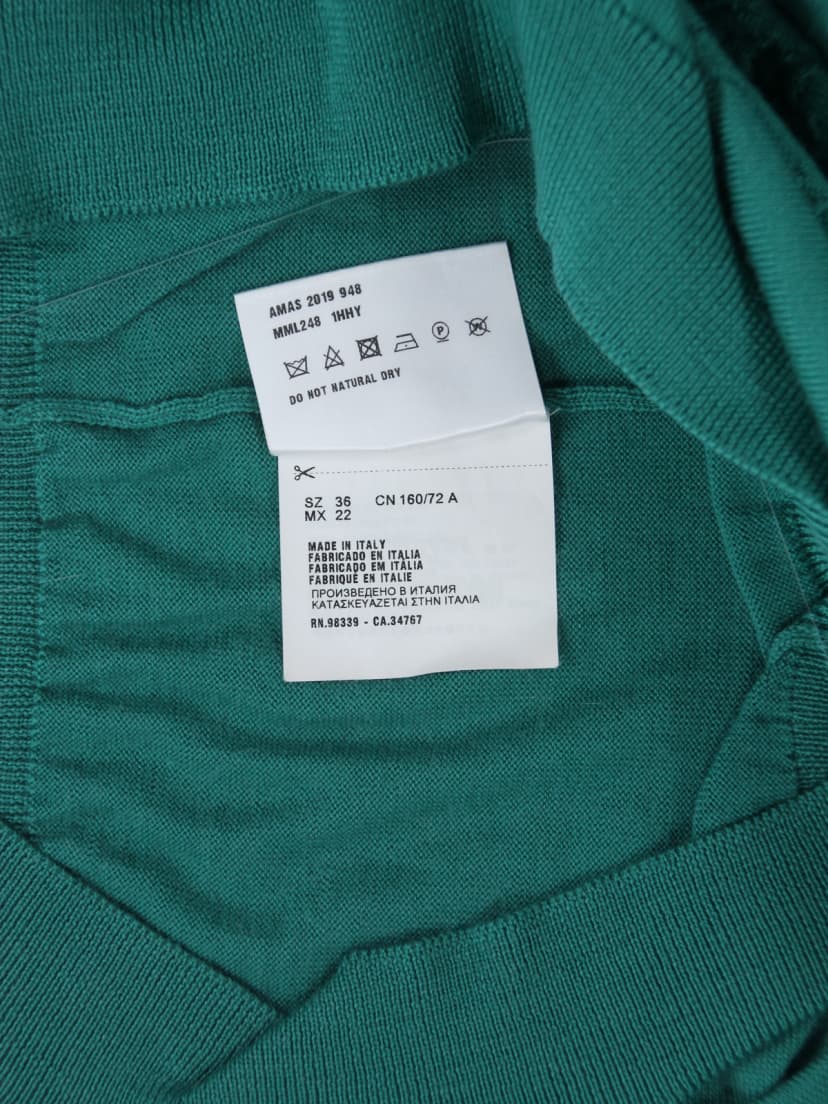 AMAS 2019 948
MML248 1HHY
P
W
DO NOT NATURAL DRY
SZ 36 CN 160/72 A
MX 22
MADE IN ITALY
FABRICADO EN ITALIA
FABRICADO EM ITÁLIA
FABRIQUÉ EN ITALIE
ПРОИЗВЕДЕНО В ИТАЛИЯ
ΚΑΤΑΣΚΕΥΑΖΕΤΑΙ ΣΤΗΝ ΙΤΑΛΙΑ
RN.98339 - CA.34767